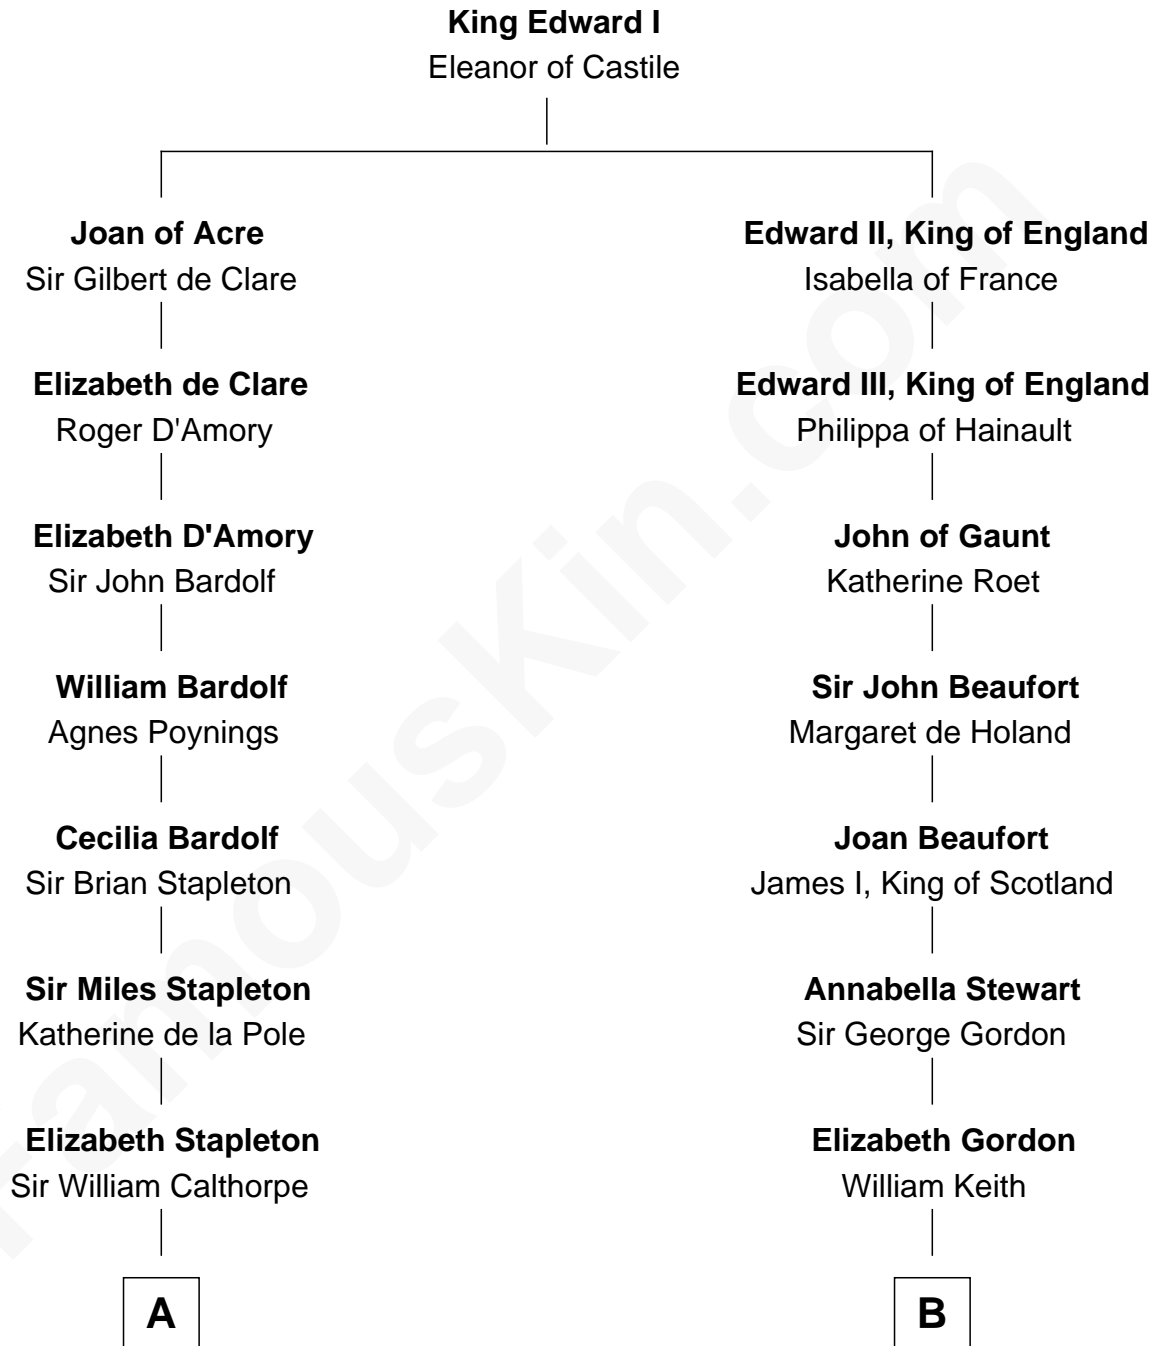 King Edward I
Eleanor of Castile
Joan of Acre
Sir Gilbert de Clare
Edward II, King of England
Isabella of France
Elizabeth de Clare
Roger D'Amory
Edward III, King of England
Philippa of Hainault
Elizabeth D'Amory
Sir John Bardolf
John of Gaunt
Katherine Roet
William Bardolf
Agnes Poynings
Sir John Beaufort
Margaret de Holand
Cecilia Bardolf
Sir Brian Stapleton
Joan Beaufort
James I, King of Scotland
Sir Miles Stapleton
Katherine de la Pole
Annabella Stewart
Sir George Gordon
Elizabeth Stapleton
Sir William Calthorpe
Elizabeth Gordon
William Keith
A
B
FamousKin.com